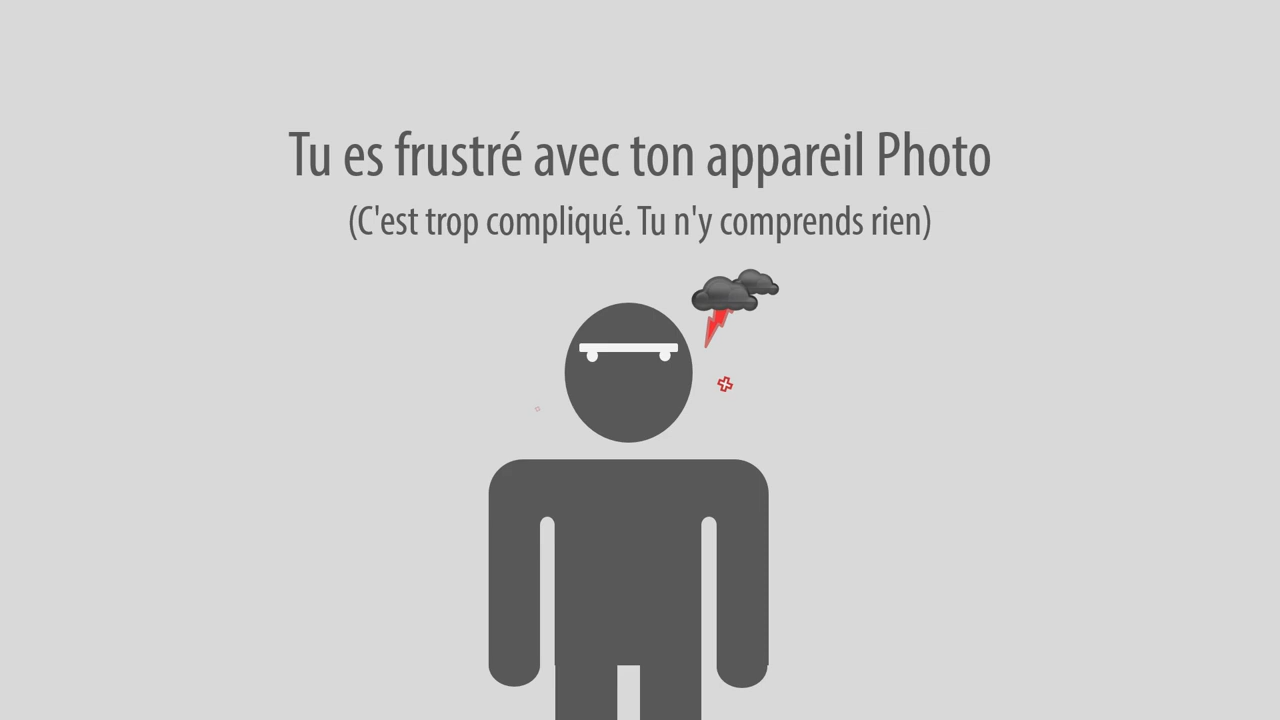 Tu es frustré avec ton appareil Photo
(C'est trop compliqué. Tu n'y comprends rien)